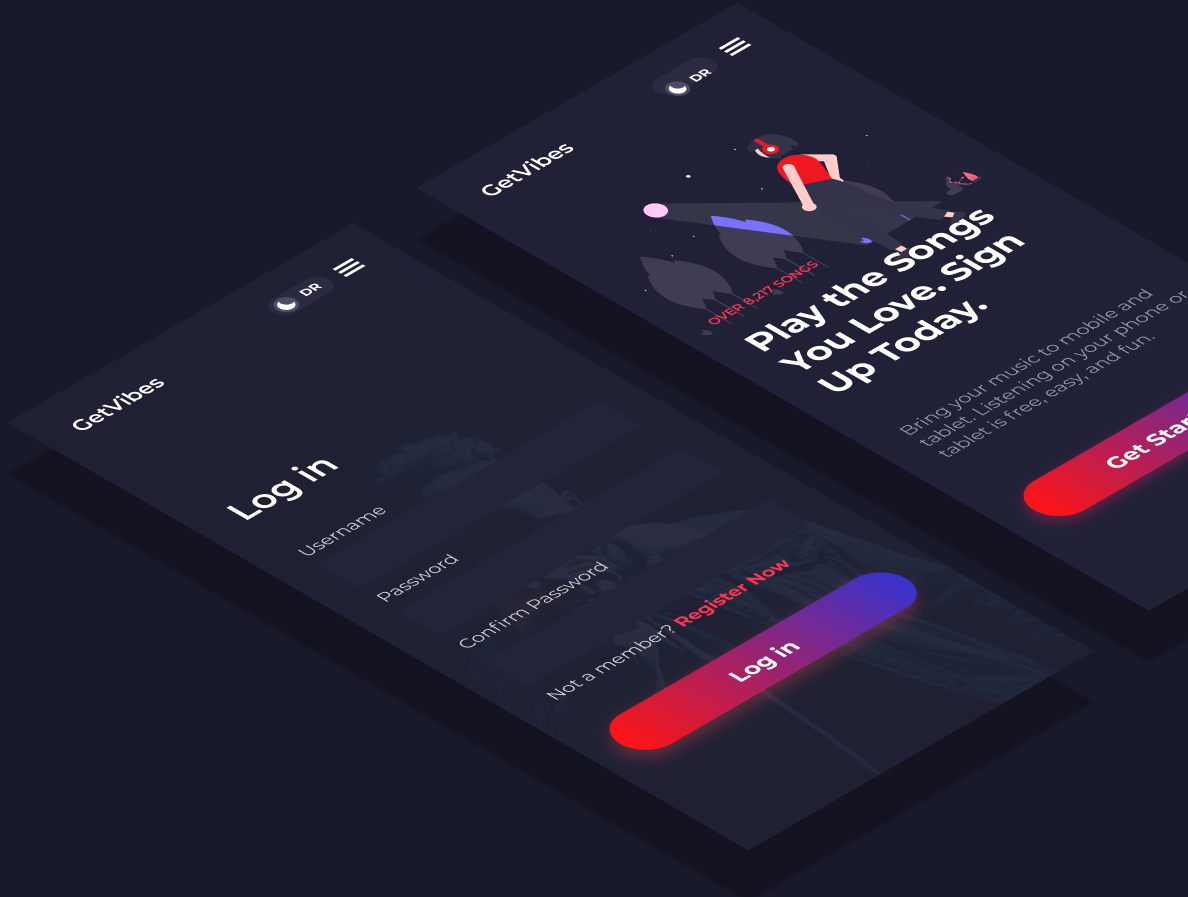 GetVibes
DR
Log in
Username
Password
Confirm Password
Not a member? Register Now
Log in
GetVibes
DR
OVER 8,217 SONGS
Play the Songs
You Love. Sign
Up Today.
Bring your music to mobile and
tablet. Listening on your phone or
tablet is free, easy, and fun.
Get Star